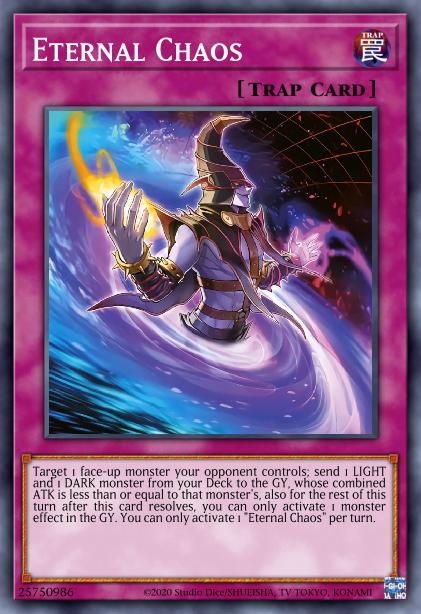 ETERNAL CHAOS
TRAP
罠
[TRAP CARD]
Target 1 face-up monster your opponent controls; send 1 LIGHT
and 1 DARK monster from your Deck to the GY, whose combined
ATK is less than or equal to that monster's, also for the rest of this
turn after this card resolves, you can only activate 1 monster
effect in the GY. You can only activate 1 "Eternal Chaos" per turn.
25750986
©2020 Studio Dice/SHUEISHA, TV TOKYO, KONAMI